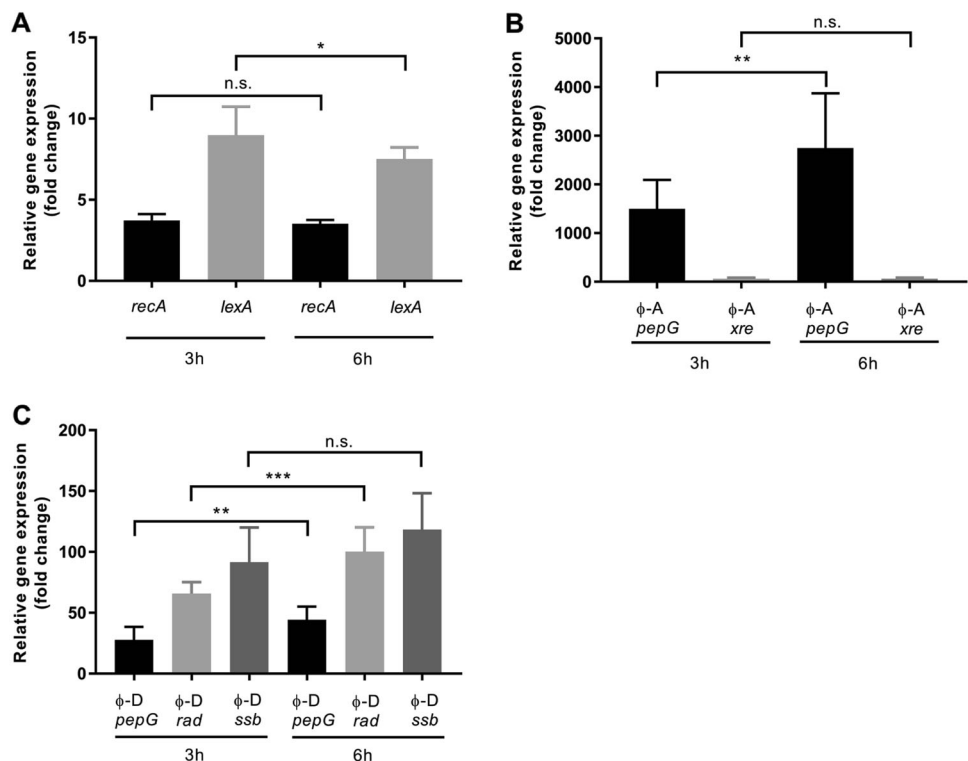 A
Relative gene expression
(fold change)
15
10
5
0
*
n.s.
recA lexA recA lexA
3h 6h
B
Relative gene expression
(fold change)
5000
4000
3000
2000
1000
0
n.s.
**
ϕ-A ϕ-A ϕ-A ϕ-A
pepG xre pepG xre
3h 6h
C
Relative gene expression
(fold change)
200
150
100
50
0
n.s.
***
**
ϕ-D ϕ-D ϕ-D ϕ-D ϕ-D ϕ-D
pepG rad ssb pepG rad ssb
3h 6h